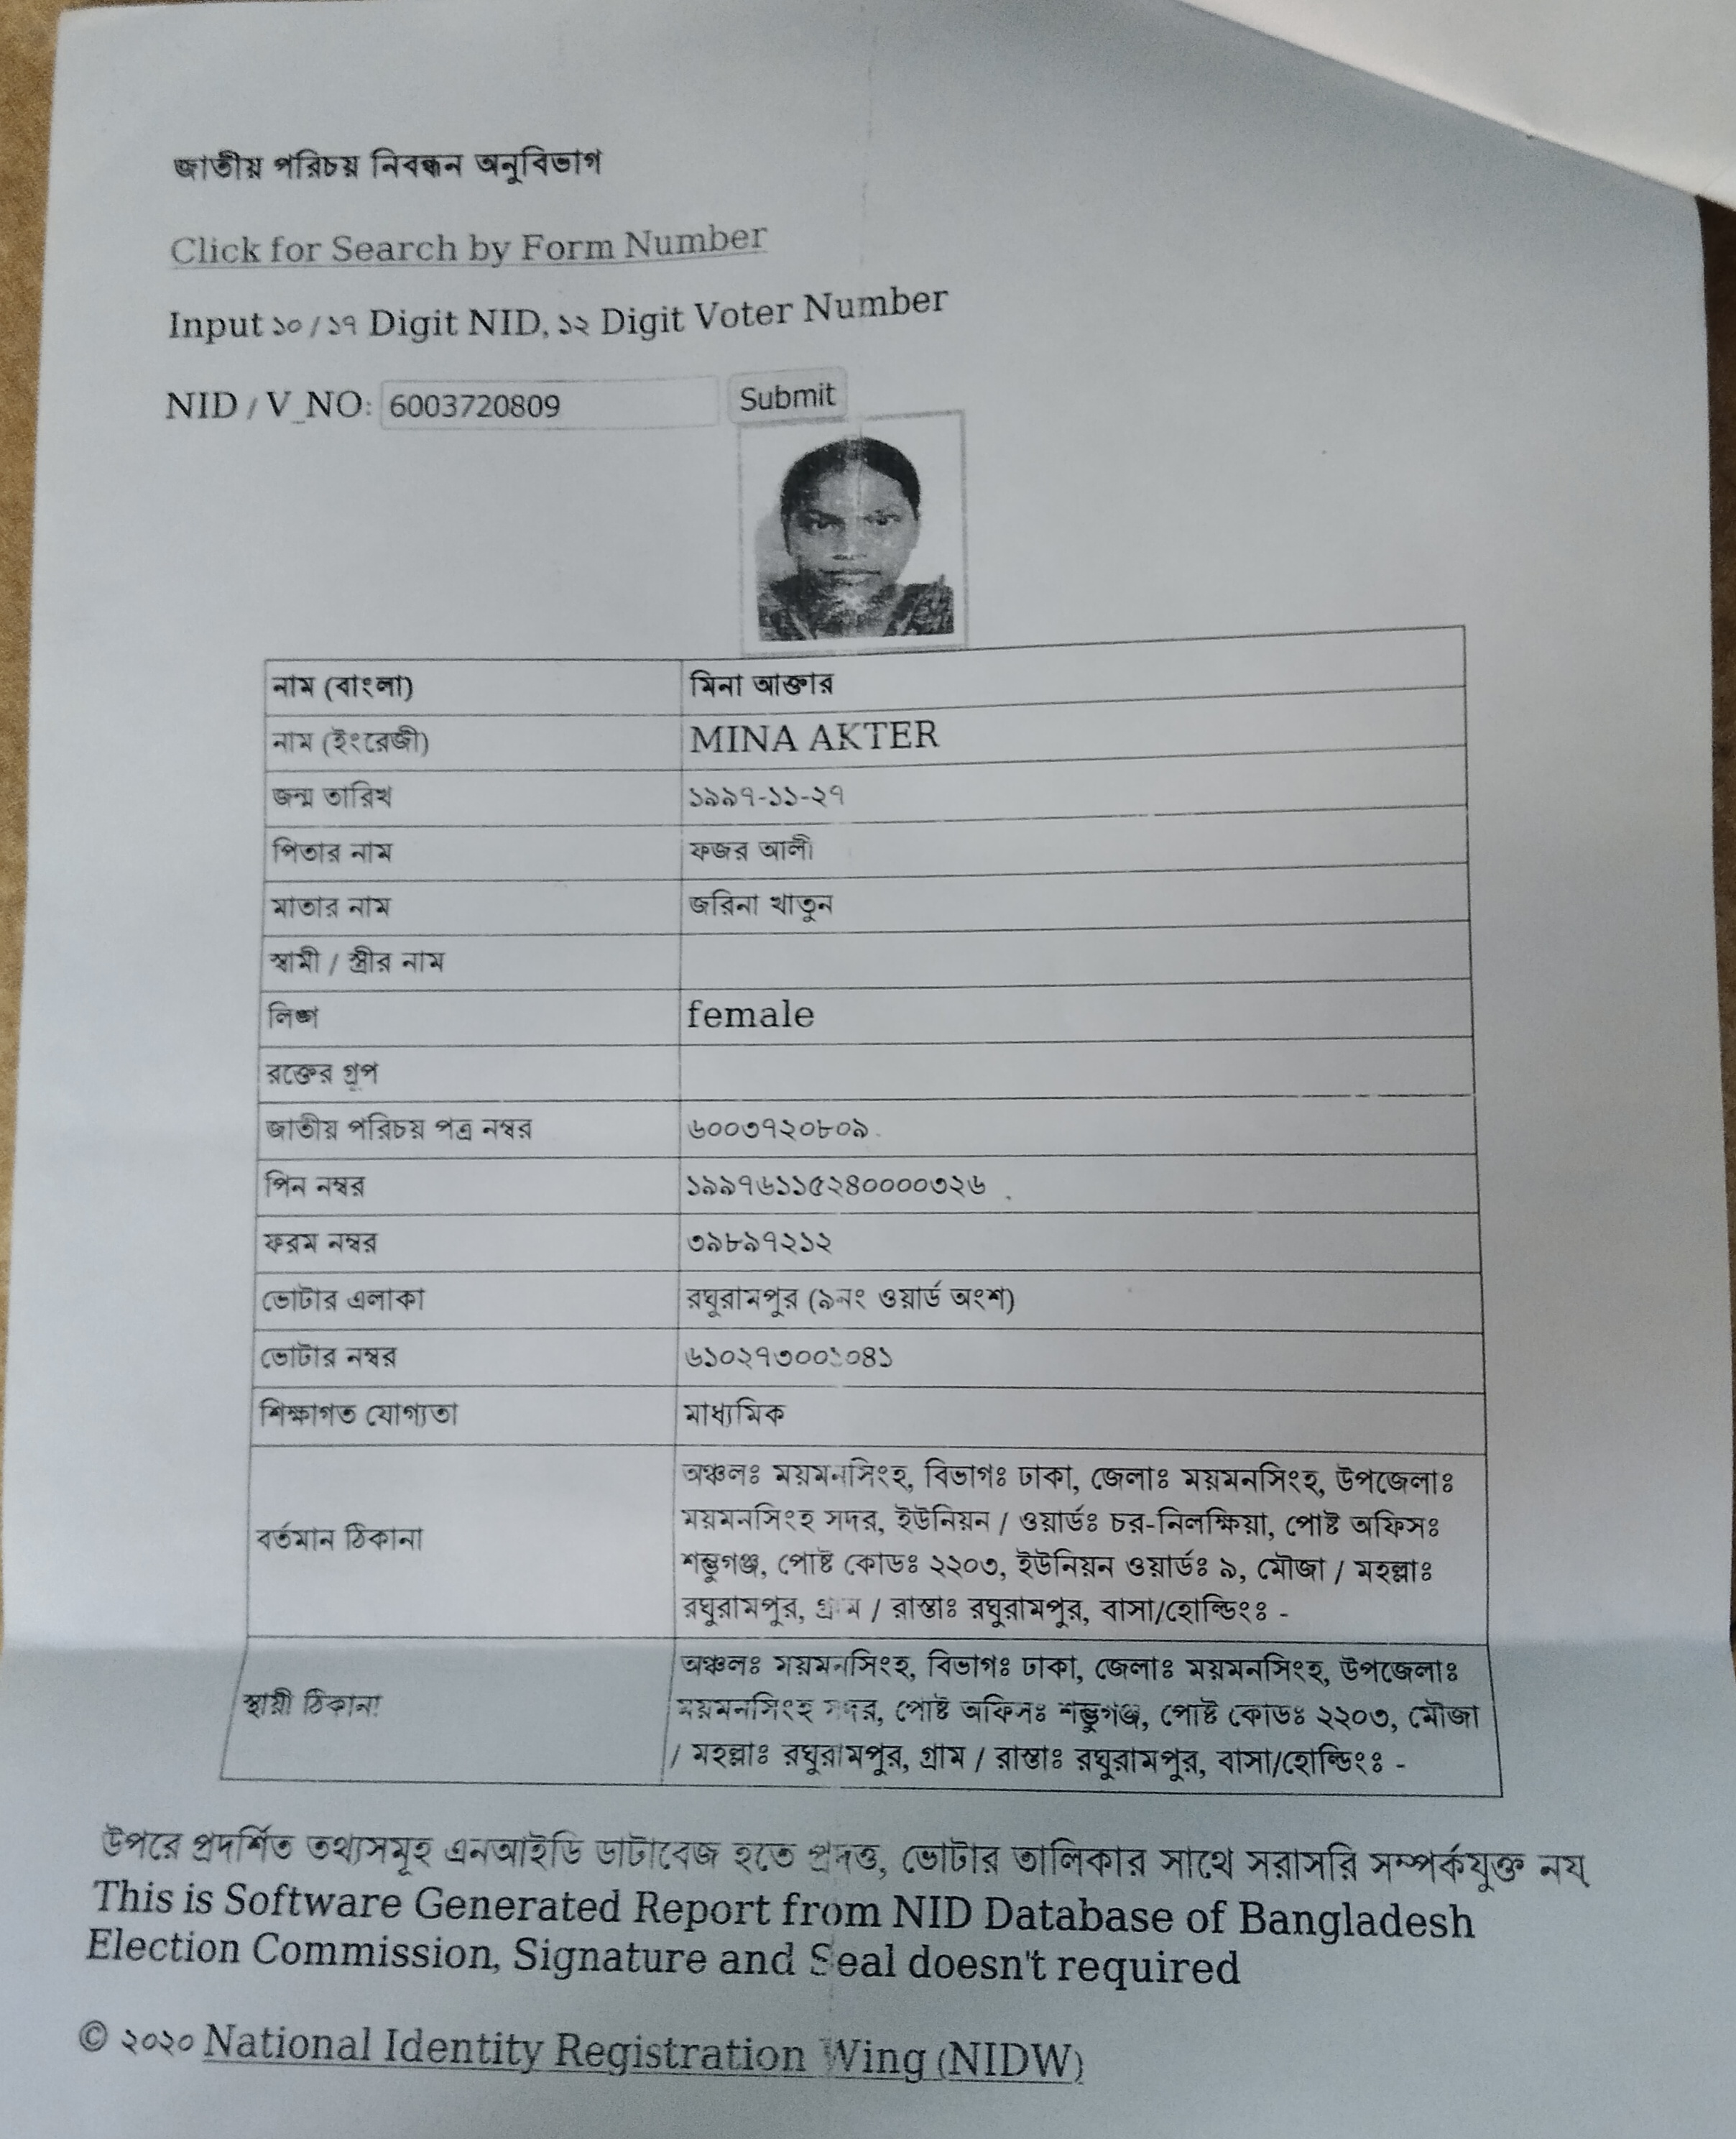 জাতীয় পরিচয় নিবন্ধন অনুবিভাগ
Click for Search by Form Number
Input ১০ / ১৭ Digit NID, ১২ Digit Voter Number
NID / V_NO: 6003720809 Submit
নাম (বাংলা) মিনা আক্তার
নাম (ইংরেজী) MINA AKTER
জন্ম তারিখ ১৯৯৭-১১-২৭
পিতার নাম ফজর আলী
মাতার নাম জরিনা খাতুন
স্বামী / স্ত্রীর নাম
লিঙ্গ female
রক্তের গ্রুপ
জাতীয় পরিচয় পত্র নম্বর ৬০০৩৭২০৮০৯
পিন নম্বর ১৯৯৭৬১১৫২৪০০০০৩২৬
ফরম নম্বর ৩৯৮৯৭২১২
ভোটার এলাকা রঘুরামপুর (৯নং ওয়ার্ড অংশ)
ভোটার নম্বর ৬১০২৭৩০০১০৪১
শিক্ষাগত যোগ্যতা মাধ্যমিক
অঞ্চলঃ ময়মনসিংহ, বিভাগঃ ঢাকা, জেলাঃ ময়মনসিংহ, উপজেলাঃ
বর্তমান ঠিকানা ময়মনসিংহ সদর, ইউনিয়ন / ওয়ার্ডঃ চর-নিলক্ষিয়া, পোষ্ট অফিসঃ
শম্ভুগঞ্জ, পোষ্ট কোডঃ ২২০৩, ইউনিয়ন ওয়ার্ডঃ ৯, মৌজা / মহল্লাঃ
রঘুরামপুর, গ্রাম / রাস্তাঃ রঘুরামপুর, বাসা/হোল্ডিংঃ -
অঞ্চলঃ ময়মনসিংহ, বিভাগঃ ঢাকা, জেলাঃ ময়মনসিংহ, উপজেলাঃ
স্থায়ী ঠিকানা ময়মনসিংহ সদর, পোষ্ট অফিসঃ শম্ভুগঞ্জ, পোষ্ট কোডঃ ২২০৩, মৌজা
/ মহল্লাঃ রঘুরামপুর, গ্রাম / রাস্তাঃ রঘুরামপুর, বাসা/হোল্ডিংঃ -
উপরে প্রদর্শিত তথ্যসমূহ এনআইডি ডাটাবেজ হতে প্রদত্ত, ভোটার তালিকার সাথে সরাসরি সম্পর্কযুক্ত নয়
This is Software Generated Report from NID Database of Bangladesh
Election Commission, Signature and Seal doesn't required
© ২০২০ National Identity Registration Wing (NIDW)